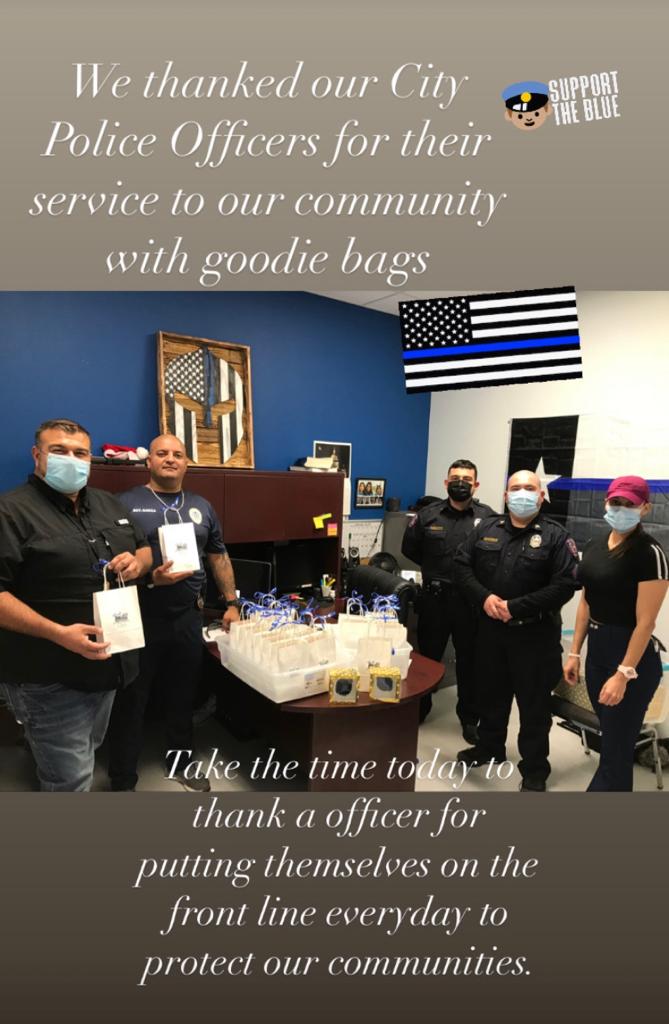 We thanked our City
Police Officers for their
service to our community
with goodie bags
SUPPORT
THE BLUE
Take the time today to
thank a officer for
putting themselves on the
front line everyday to
protect our communities.